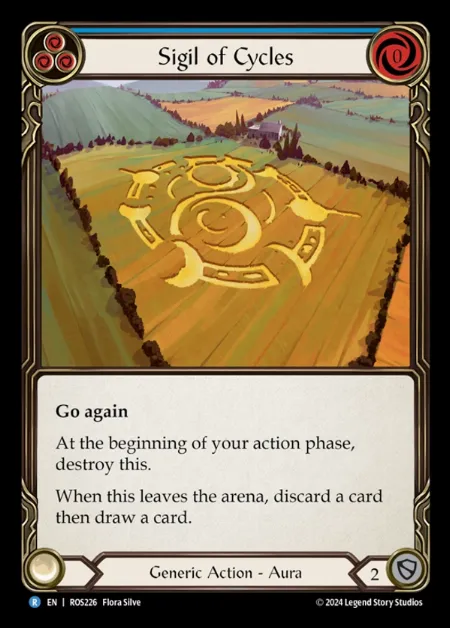 Sigil of Cycles
0
Go again
At the beginning of your action phase,
destroy this.
When this leaves the arena, discard a card
then draw a card.
Generic Action - Aura
2
R EN | ROS226 Flora Silve
© 2024 Legend Story Studios